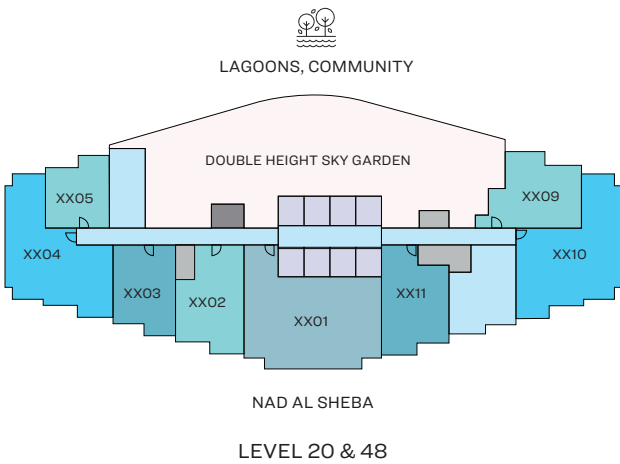 LAGOONS, COMMUNITY
DOUBLE HEIGHT SKY GARDEN
XX05
XX09
XX04
XX10
XX03
XX02
XX01
XX11
NAD AL SHEBA
LEVEL 20 & 48